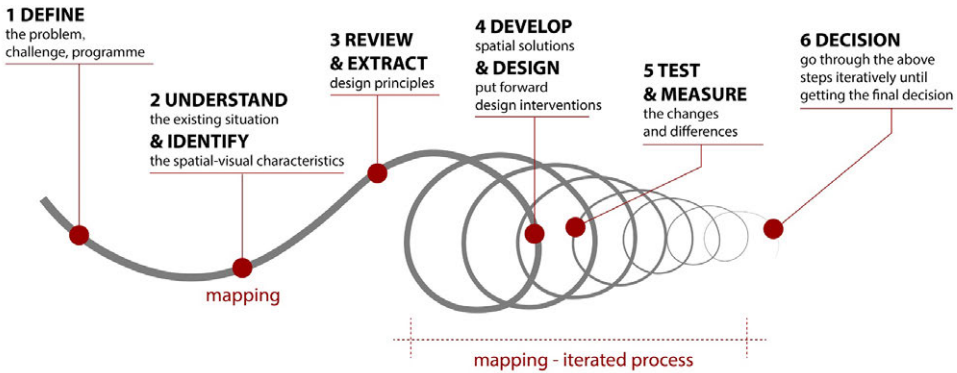 1 DEFINE
the problem,
challenge, programme
2 UNDERSTAND
the existing situation
& IDENTIFY
the spatial-visual characteristics
3 REVIEW
& EXTRACT
design principles
4 DEVELOP
spatial solutions
& DESIGN
put forward
design interventions
5 TEST
& MEASURE
the changes
and differences
6 DECISION
go through the above
steps iteratively until
getting the final decision
mapping
mapping - iterated process